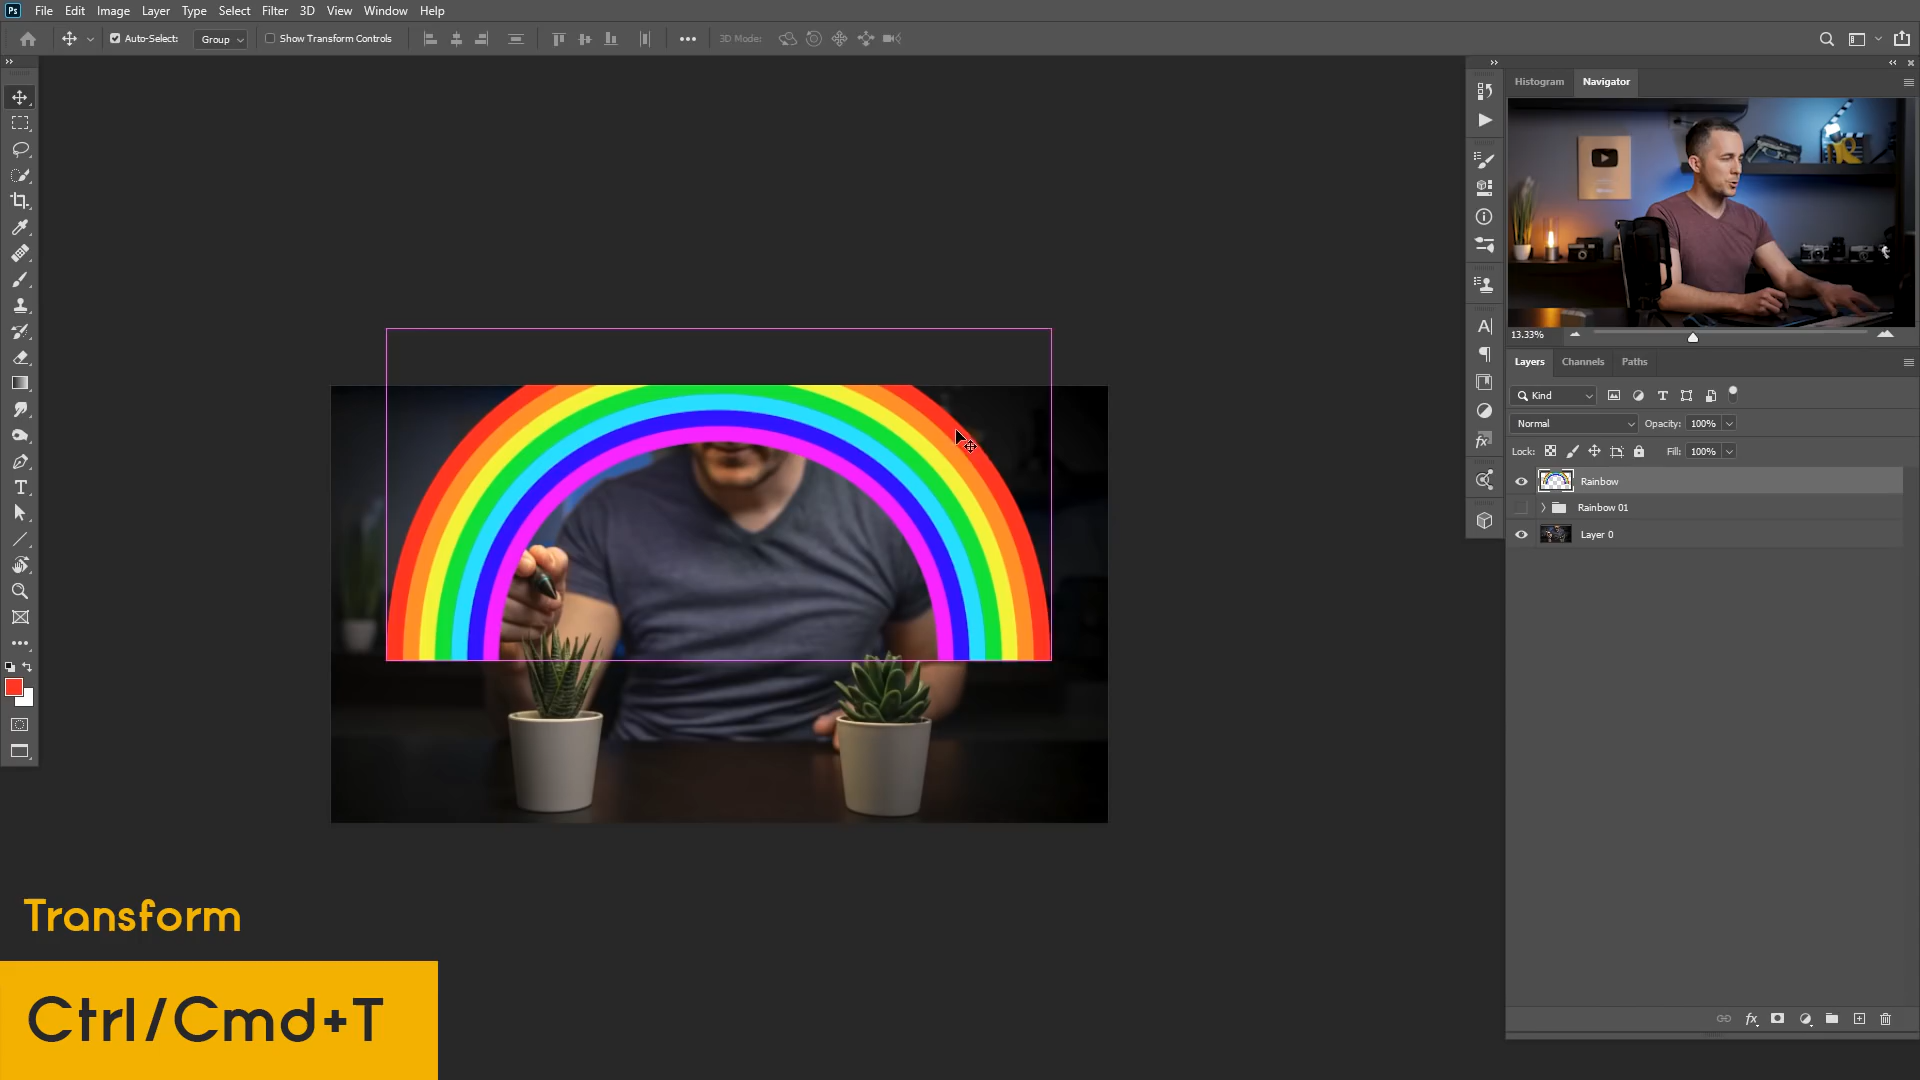 Ps File Edit Image Layer Type Select Filter 3D View Window Help
Auto-Select: Group Show Transform Controls 3D Mode:
Histogram Navigator
13.33%
Layers Channels Paths
Kind
Normal Opacity: 100%
Lock: Fill: 100%
Rainbow
Rainbow 01
Layer 0
Transform
Ctrl/Cmd+T